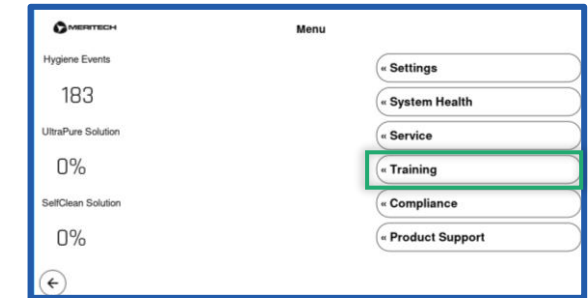 MERITECH
Menu
Hygiene Events
183
UltraPure Solution
0%
SelfClean Solution
0%
« Settings
« System Health
« Service
« Training
« Compliance
« Product Support